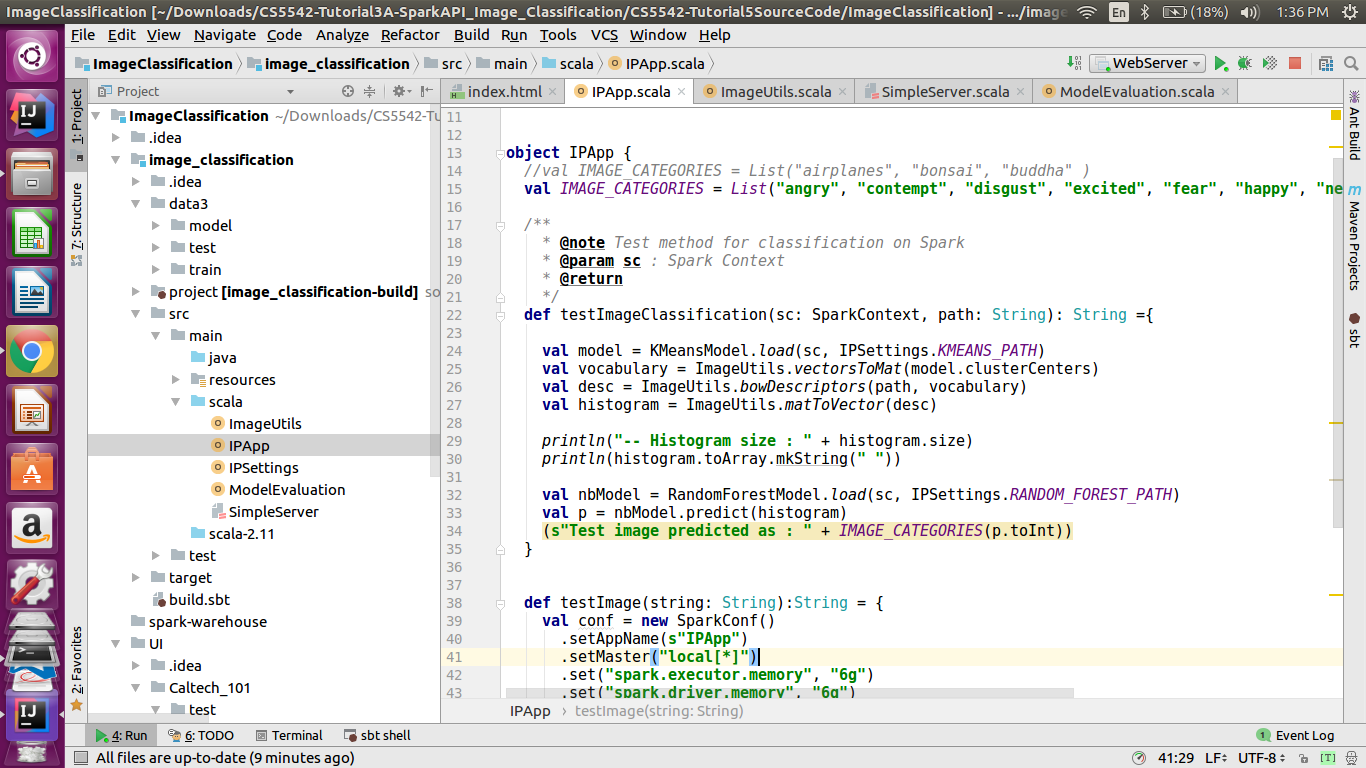 ImageClassification [~/Downloads/CS5542-Tutorial3A-SparkAPI_Image_Classification/CS5542-Tutorial5SourceCode/ImageClassification] - .../imag
En
(18%)
1:36 PM
File Edit View Navigate Code Analyze Refactor Build Run Tools VCS Window Help
ImageClassification image_classification src main scala IPApp.scala
WebServer
Project
index.html
IPApp.scala
ImageUtils.scala
SimpleServer.scala
ModelEvaluation.scala
1: Project
7: Structure
2: Favorites
ImageClassification ~/Downloads/CS5542-Tu
.idea
image_classification
.idea
data3
model
test
train
project [image_classification-build] so
src
main
java
resources
scala
ImageUtils
IPApp
IPSettings
ModelEvaluation
SimpleServer
scala-2.11
test
target
build.sbt
spark-warehouse
UI
.idea
Caltech_101
test
11
12
13 object IPApp {
14 //val IMAGE_CATEGORIES = List("airplanes", "bonsai", "buddha" )
15 val IMAGE_CATEGORIES = List("angry", "contempt", "disgust", "excited", "fear", "happy", "ne
16
17 /**
18 * @note Test method for classification on Spark
19 * @param sc : Spark Context
20 * @return
21 */
22 def testImageClassification(sc: SparkContext, path: String): String ={
23
24 val model = KMeansModel.load(sc, IPSettings.KMEANS_PATH)
25 val vocabulary = ImageUtils.vectorsToMat(model.clusterCenters)
26 val desc = ImageUtils.bowDescriptors(path, vocabulary)
27 val histogram = ImageUtils.matToVector(desc)
28
29 println("-- Histogram size : " + histogram.size)
30 println(histogram.toArray.mkString(" "))
31
32 val nbModel = RandomForestModel.load(sc, IPSettings.RANDOM_FOREST_PATH)
33 val p = nbModel.predict(histogram)
34 (s"Test image predicted as : " + IMAGE_CATEGORIES(p.toInt))
35 }
36
37
38 def testImage(string: String):String = {
39 val conf = new SparkConf()
40 .setAppName(s"IPApp")
41 .setMaster("local[*]")
42 .set("spark.executor.memory", "6g")
43 .set("spark.driver.memory", "6g")
IPApp testImage(string: String)
Ant Build
Maven Projects
sbt
4: Run
6: TODO
Terminal
sbt shell
1 Event Log
All files are up-to-date (9 minutes ago)
41:29 LF UTF-8 [T]